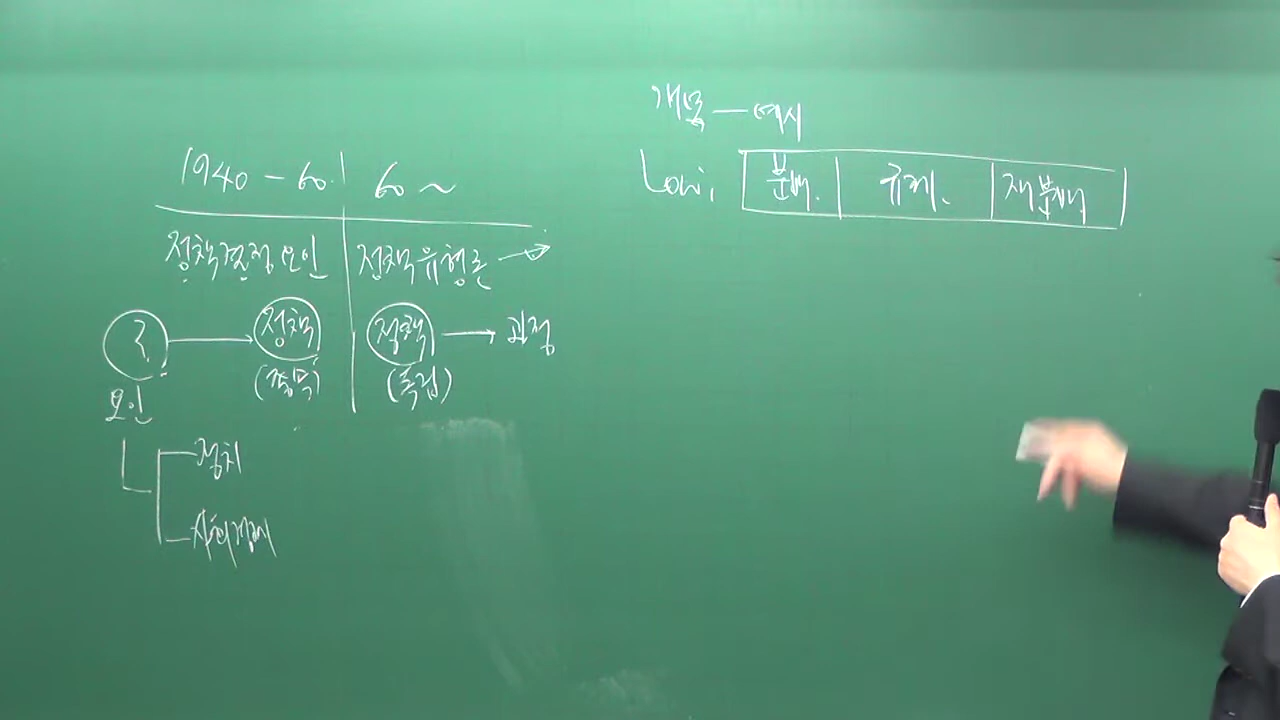 개념 — 예시
Lowi, 분배. 규제. 재분배.
1940 - 60. 60 ~
정책결정요인 정책유형론 →
? → 정책 정책 → 과정
(종속) (독립)
요인
정치
사회경제